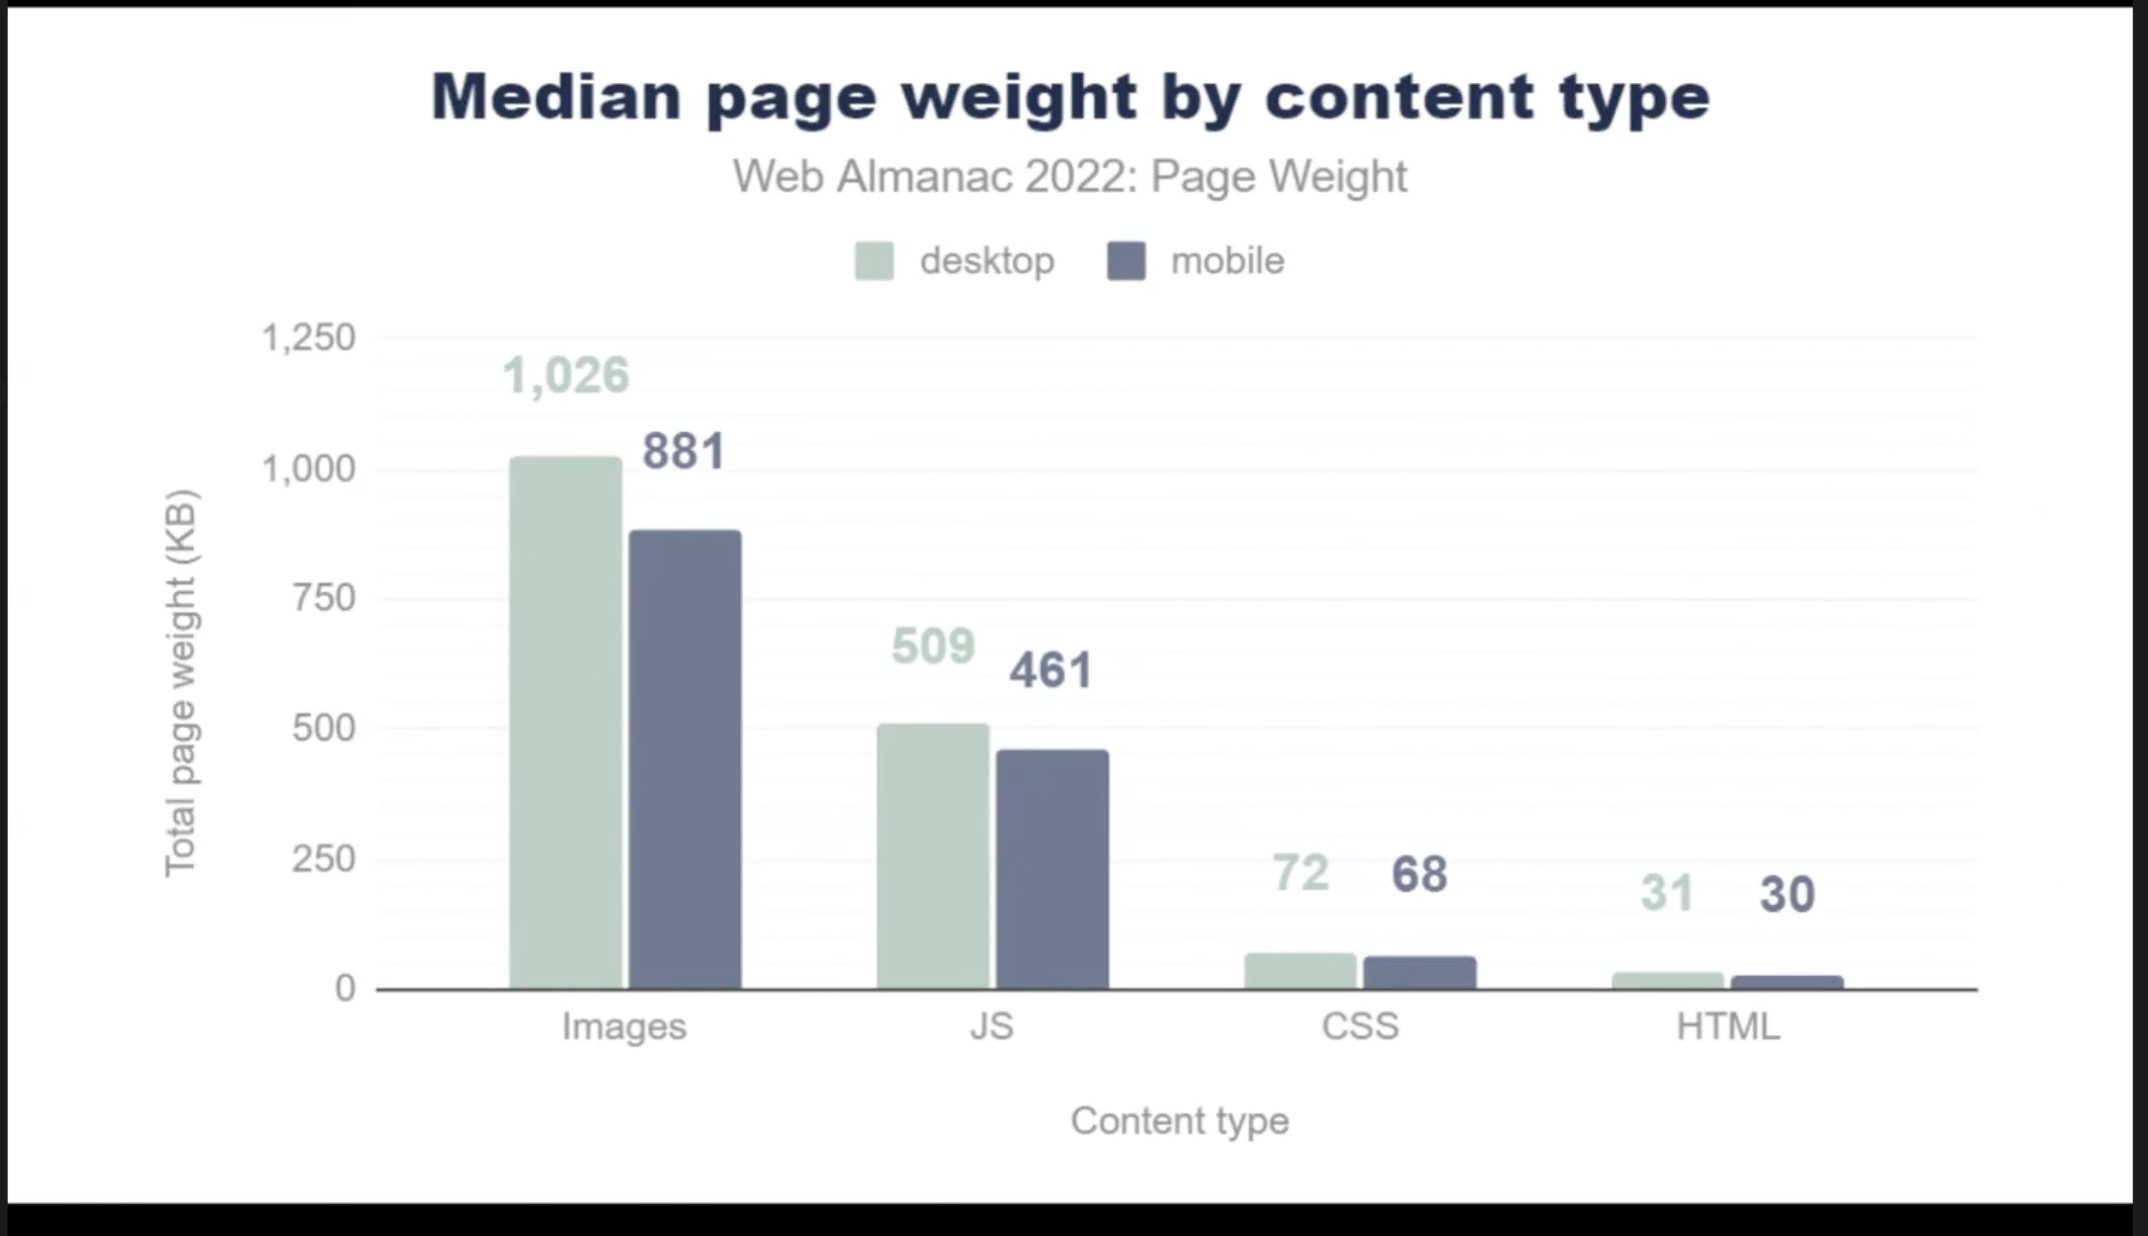 Median page weight by content type
Web Almanac 2022: Page Weight
desktop mobile
Total page weight (KB)
1,250
1,000
750
500
250
0
1,026
881
509
461
72
68
31
30
Images JS CSS HTML
Content type